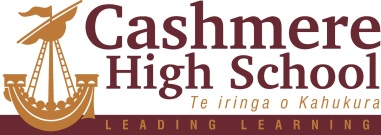 Cashmere
High School
Te iringa o Kahukura
LEADING LEARNING